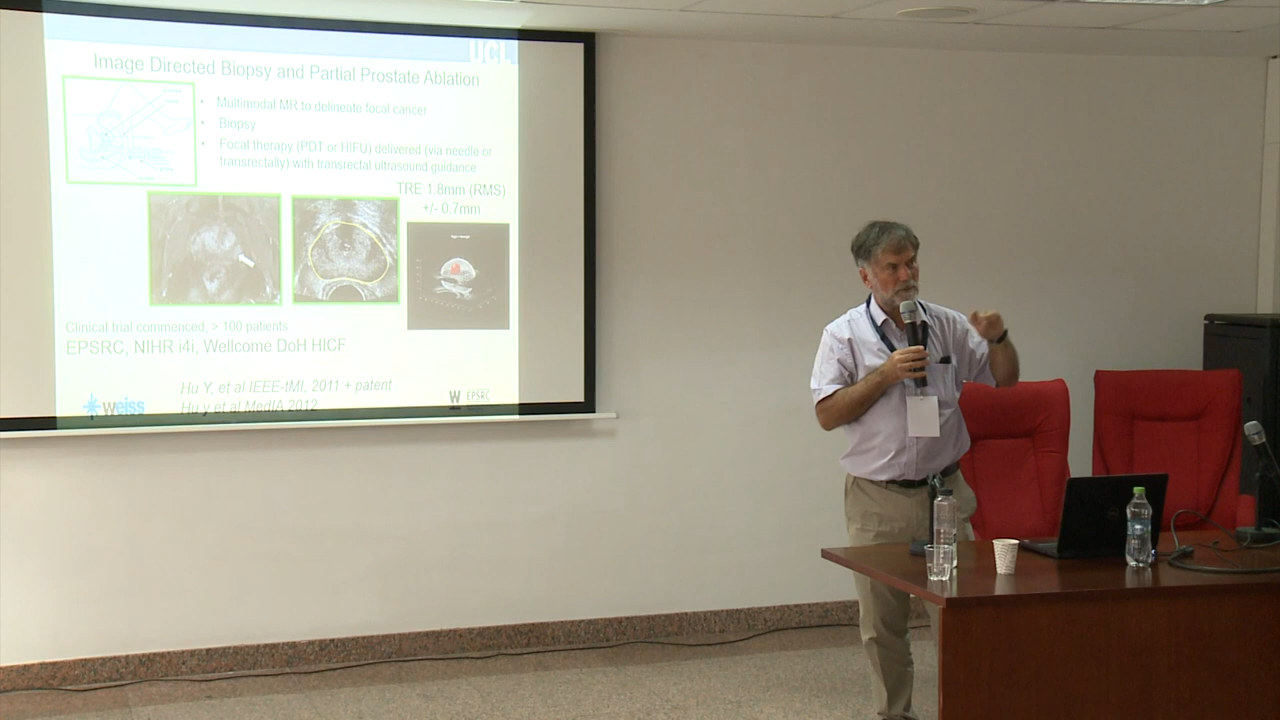 UCL
Image Directed Biopsy and Partial Prostate Ablation
• Multimodal MR to delineate focal cancer
• Biopsy
• Focal therapy (PDT or HIFU) delivered (via needle or
transrectally) with transrectal ultrasound guidance
TRE 1.8mm (RMS)
+/- 0.7mm
Clinical trial commenced, > 100 patients
EPSRC, NIHR i4i, Wellcome DoH HICF
Hu Y, et al IEEE-tMI, 2011 + patent
Hu y et al MedIA 2012
weiss
W
EPSRC